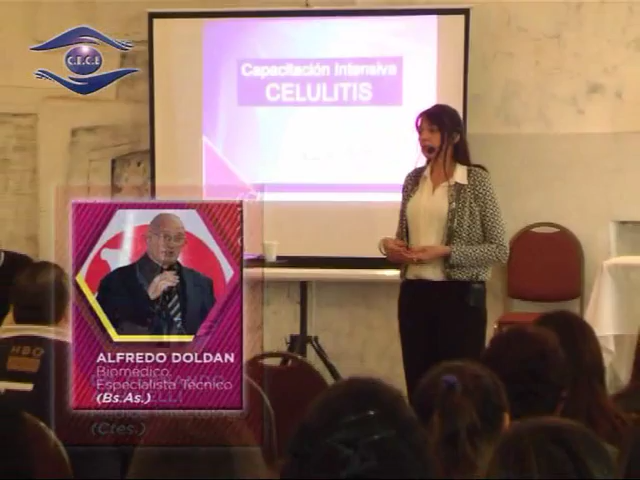 C.E.C.E
Capacitación Intensiva
CELULITIS
HBO
ALFREDO DOLDAN
Biomédico,
Especialista Técnico
(Bs.As.)
(Ctes.)